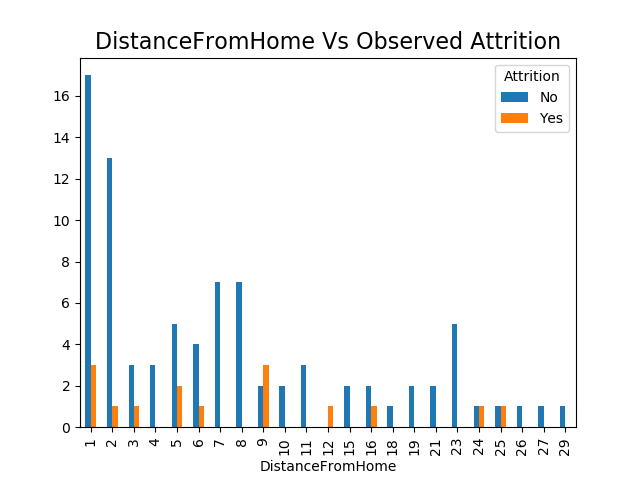 DistanceFromHome Vs Observed Attrition
Attrition
No
Yes
16
14
12
10
8
6
4
2
0
1 2 3 4 5 6 7 8 9 10 11 12 15 16 18 19 21 23 24 25 26 27 29
DistanceFromHome